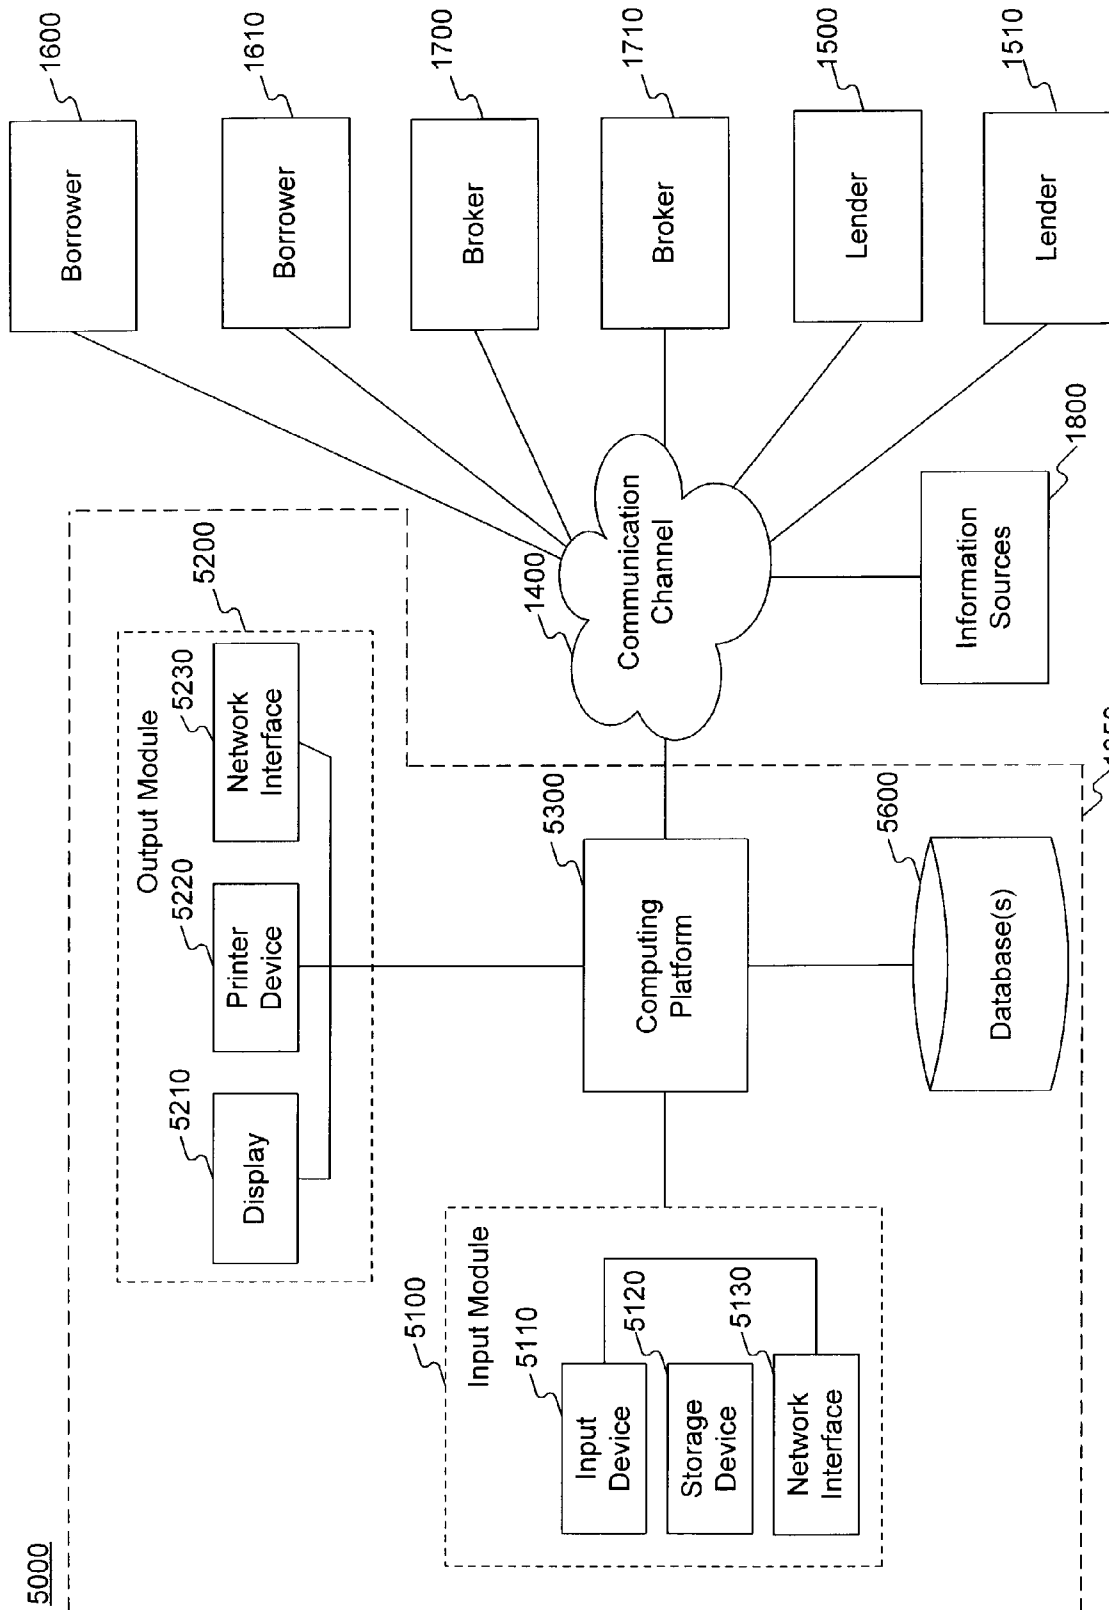 5000
5200
Output Module
5210
Display
5220
Printer
Device
5230
Network
Interface
5100
Input Module
5110
Input
Device
5120
Storage
Device
5130
Network
Interface
5300
Computing
Platform
5600
Database(s)
1400
Communication
Channel
1600
Borrower
1610
Borrower
1700
Broker
1710
Broker
1500
Lender
1510
Lender
1800
Information
Sources